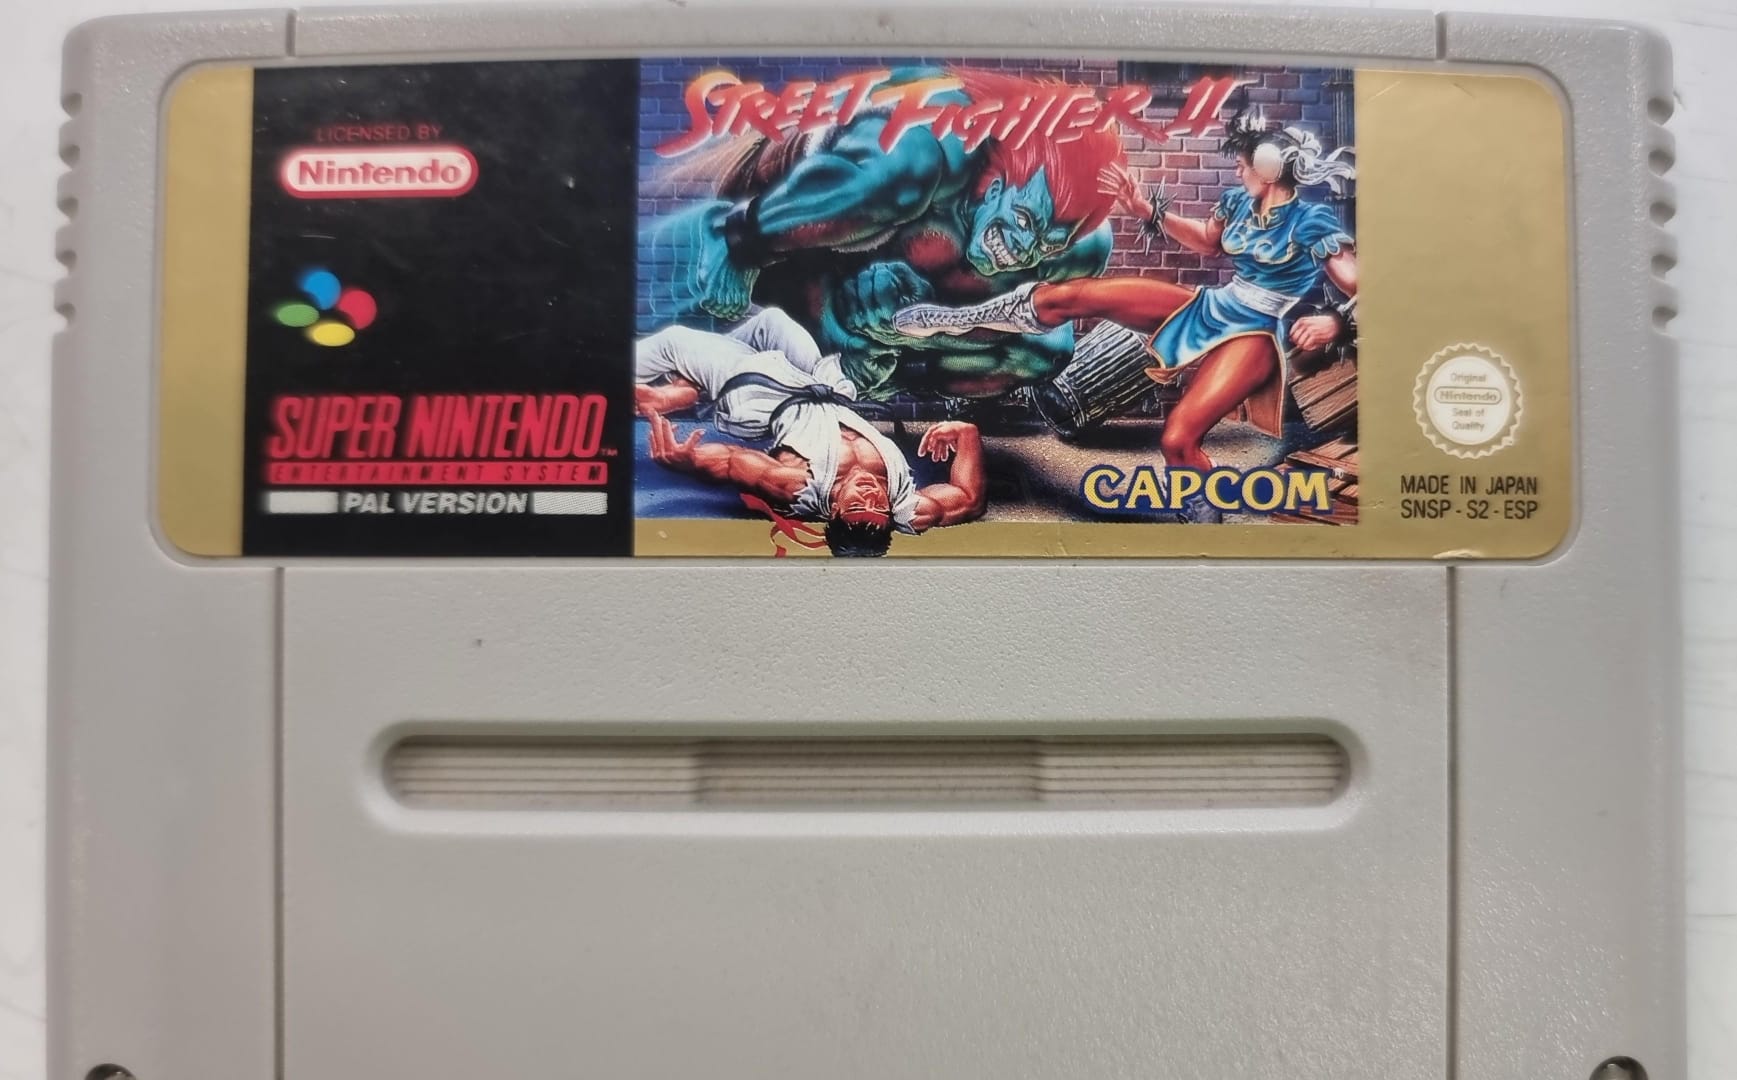 LICENSED BY
Nintendo®
SUPER NINTENDO™
ENTERTAINMENT SYSTEM
PAL VERSION
STREET FIGHTER II
CAPCOM®
Original
Nintendo
Seal of
Quality
MADE IN JAPAN
SNSP - S2 - ESP